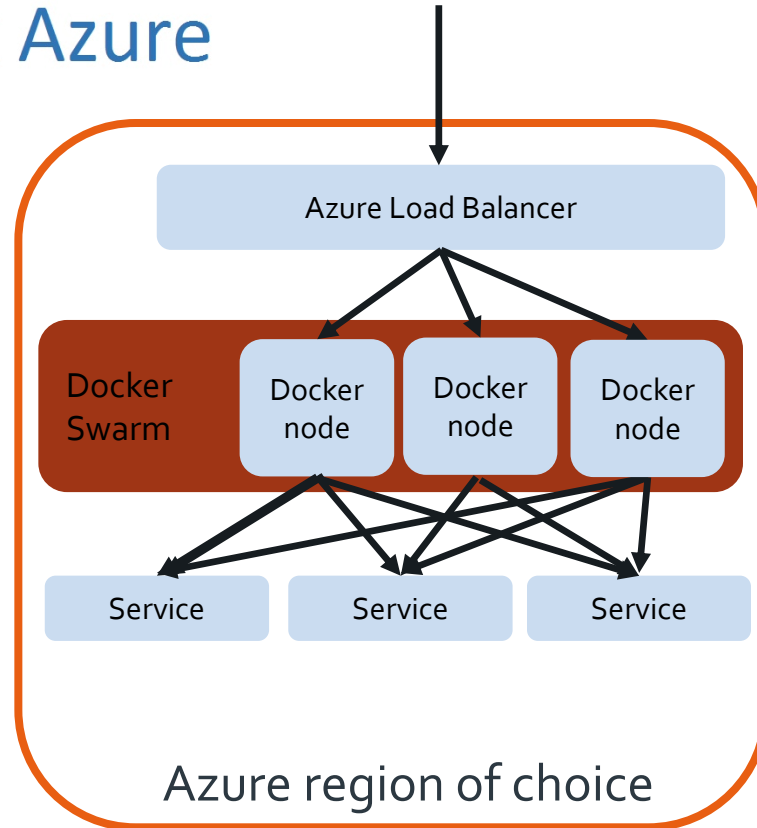 Azure
Azure Load Balancer
Docker
Swarm
Docker
node
Docker
node
Docker
node
Service
Service
Service
Azure region of choice